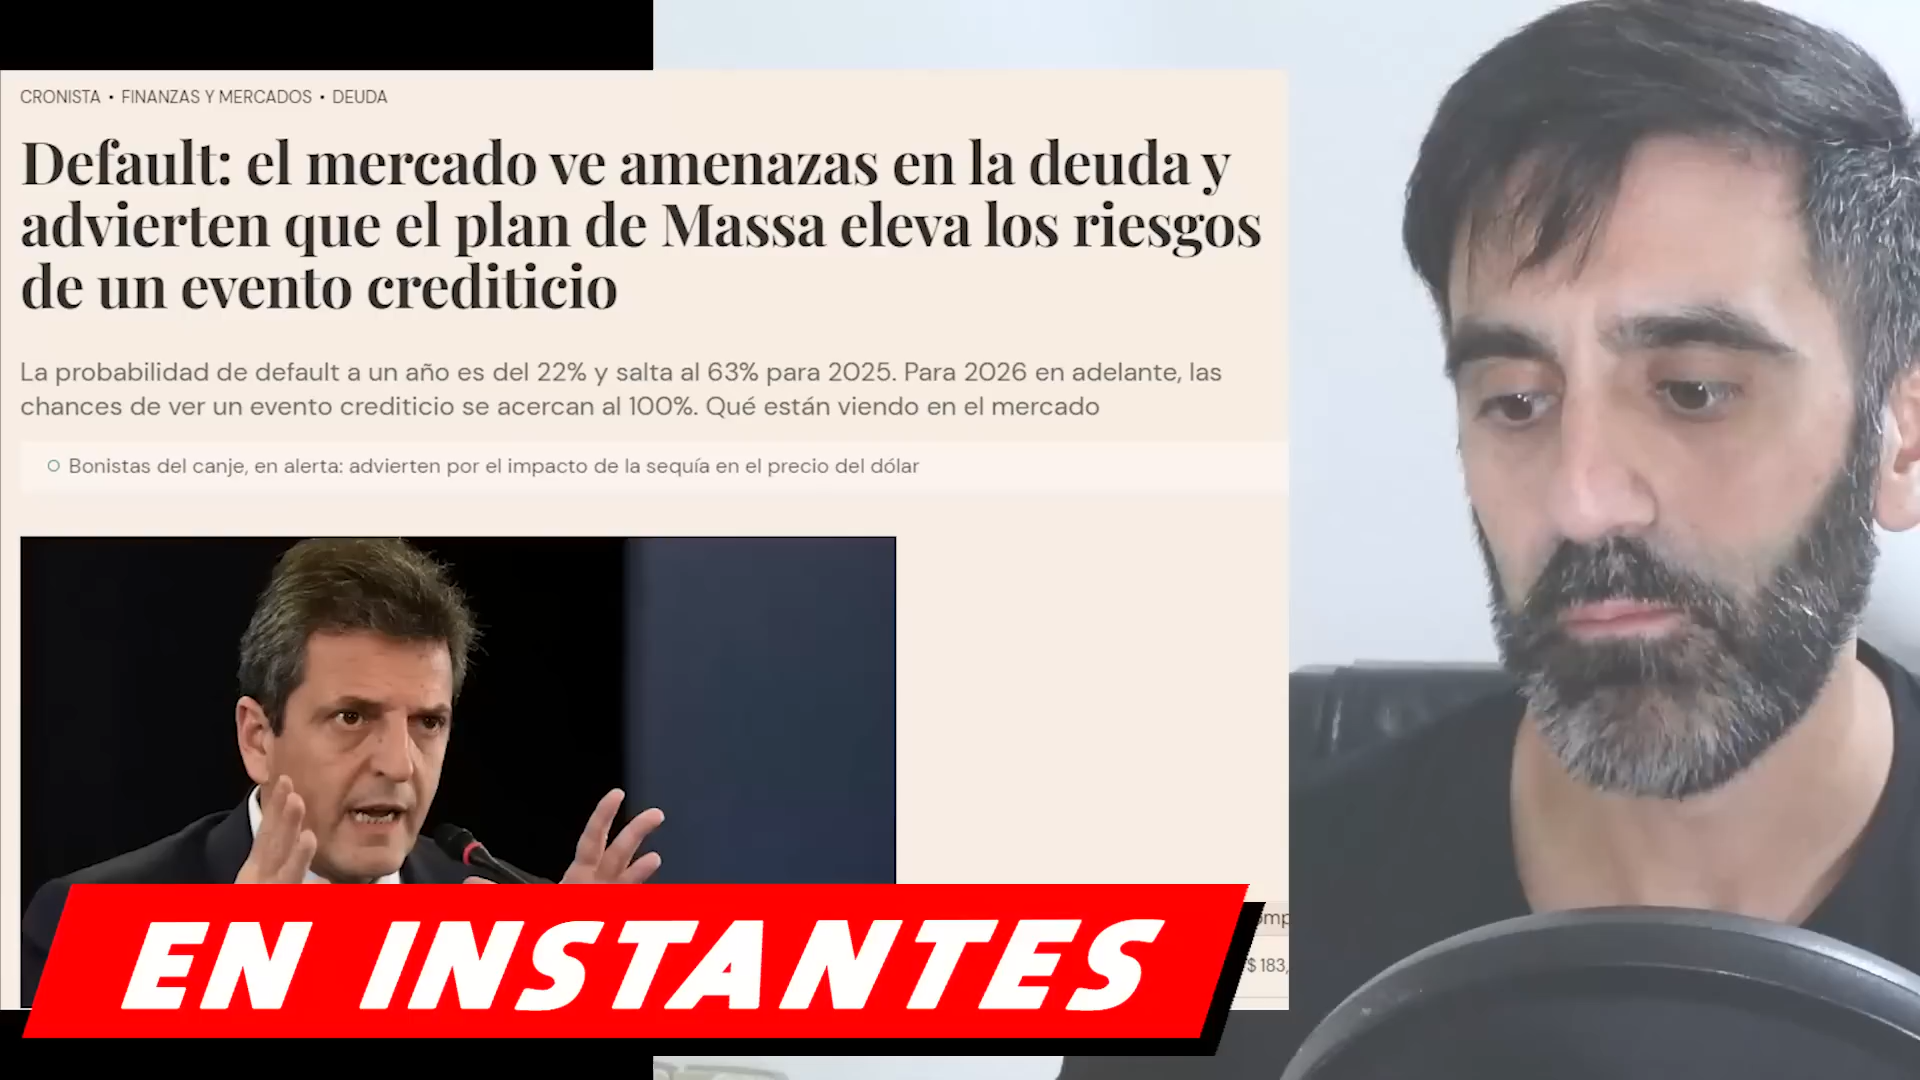 CRONISTA • FINANZAS Y MERCADOS • DEUDA
Default: el mercado ve amenazas en la deuda y
advierten que el plan de Massa eleva los riesgos
de un evento crediticio
La probabilidad de default a un año es del 22% y salta al 63% para 2025. Para 2026 en adelante, las
chances de ver un evento crediticio se acercan al 100%. Qué están viendo en el mercado
Bonistas del canje, en alerta: advierten por el impacto de la sequía en el precio del dólar
$ 183,
EN INSTANTES